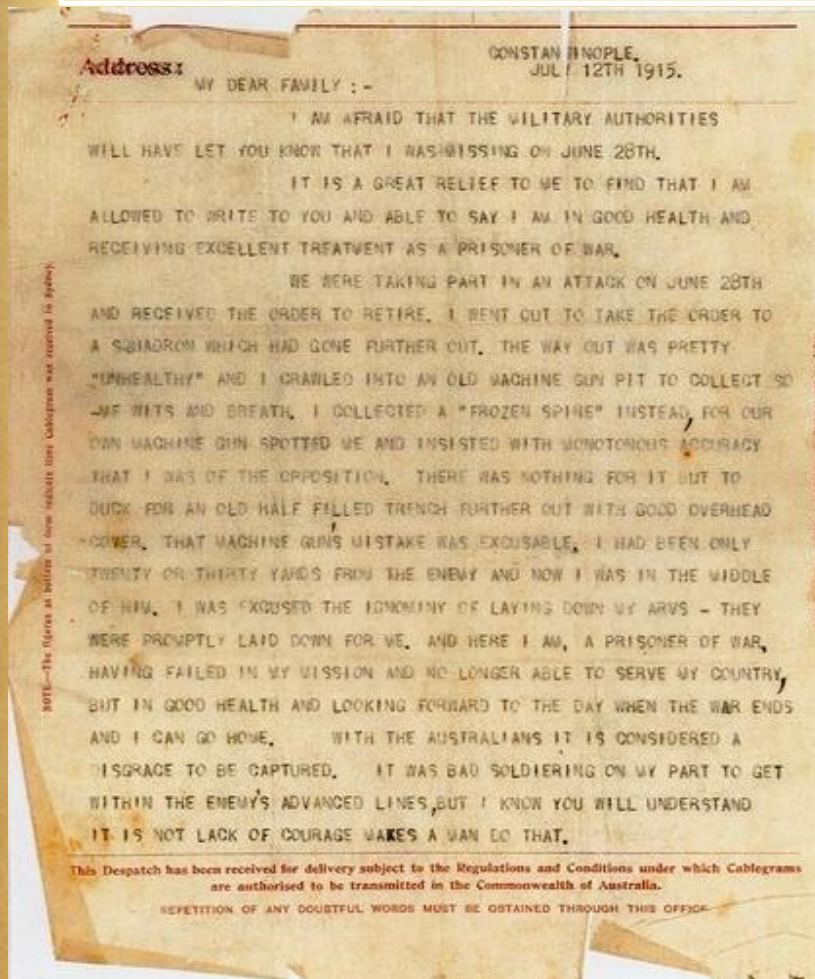 CONSTANTINOPLE.
Address:
JULY 12TH 1915.
MY DEAR FAMILY :-
I AM AFRAID THAT THE MILITARY AUTHORITIES
WILL HAVE LET YOU KNOW THAT I WAS MISSING ON JUNE 28TH.
IT IS A GREAT RELIEF TO ME TO FIND THAT I AM
ALLOWED TO WRITE TO YOU AND ABLE TO SAY I AM IN GOOD HEALTH AND
RECEIVING EXCELLENT TREATMENT AS A PRISONER OF WAR.
WE WERE TAKING PART IN AN ATTACK ON JUNE 28TH
AND RECEIVED THE ORDER TO RETIRE. I WENT OUT TO TAKE THE ORDER TO
A SQUADRON WHICH HAD GONE FURTHER OUT. THE WAY OUT WAS PRETTY
"UNHEALTHY" AND I CRAWLED INTO AN OLD MACHINE GUN PIT TO COLLECT SO
-ME WITS AND BREATH. I COLLECTED A "FROZEN SPINE" INSTEAD, FOR OUR
OWN MACHINE GUN SPOTTED ME AND INSISTED WITH MONOTONOUS ACCURACY
THAT I WAS OF THE OPPOSITION. THERE WAS NOTHING FOR IT BUT TO
DUCK FOR AN OLD HALF FILLED TRENCH FURTHER OUT WITH GOOD OVERHEAD
COVER. THAT MACHINE GUN'S MISTAKE WAS EXCUSABLE, I HAD BEEN ONLY
TWENTY OR THIRTY YARDS FROM THE ENEMY AND NOW I WAS IN THE MIDDLE
OF HIM. I WAS EXCUSED THE IGNOMINY OF LAYING DOWN MY ARMS - THEY
WERE PROMPTLY LAID DOWN FOR ME. AND HERE I AM, A PRISONER OF WAR,
HAVING FAILED IN MY MISSION AND NO LONGER ABLE TO SERVE MY COUNTRY,
BUT IN GOOD HEALTH AND LOOKING FORWARD TO THE DAY WHEN THE WAR ENDS
AND I CAN GO HOME. WITH THE AUSTRALIANS IT IS CONSIDERED A
DISGRACE TO BE CAPTURED. IT WAS BAD SOLDIERING ON MY PART TO GET
WITHIN THE ENEMY'S ADVANCED LINES, BUT I KNOW YOU WILL UNDERSTAND
IT IS NOT LACK OF COURAGE MAKES A MAN DO THAT.
This Despatch has been received for delivery subject to the Regulations and Conditions under which Cablegrams
are authorised to be transmitted in the Commonwealth of Australia.
REPETITION OF ANY DOUBTFUL WORDS MUST BE OBTAINED THROUGH THIS OFFICE
NOTE.—The figures at bottom of form indicate time Cablegram was received in Sydney.